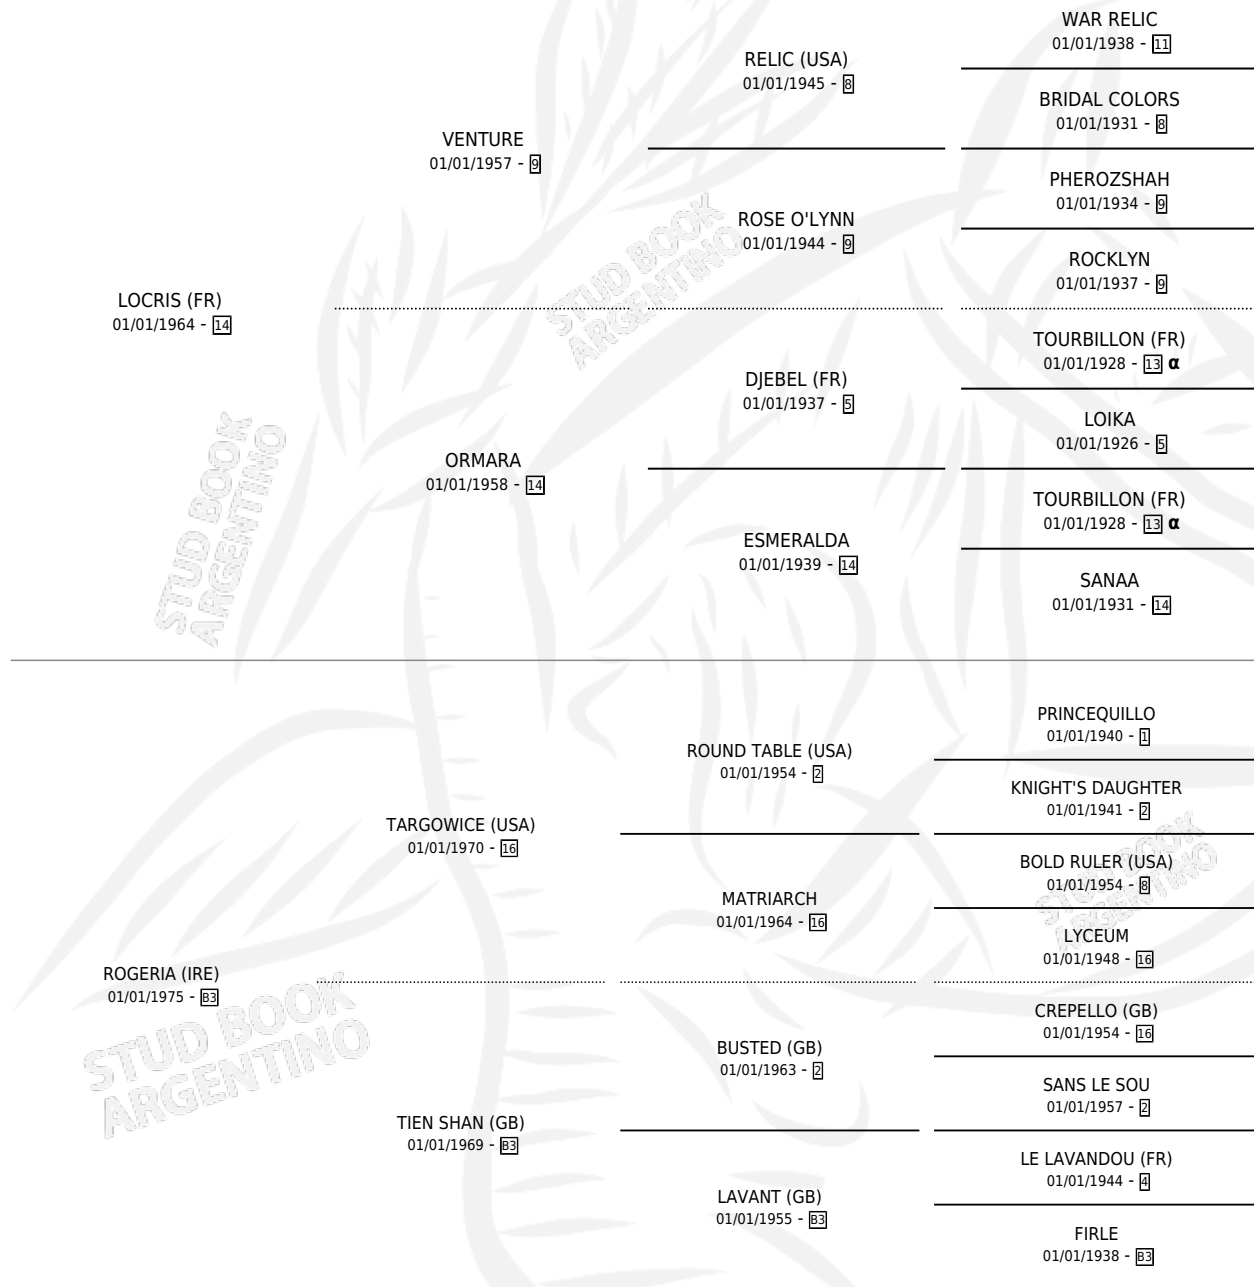 WAR RELIC
01/01/1938 - 11
RELIC (USA)
01/01/1945 - 8
BRIDAL COLORS
01/01/1931 - 8
VENTURE
01/01/1957 - 9
PHEROZSHAH
01/01/1934 - 9
ROSE O'LYNN
01/01/1944 - 9
ROCKLYN
01/01/1937 - 9
LOCRIS (FR)
01/01/1964 - 14
TOURBILLON (FR)
01/01/1928 - 13 α
DJEBEL (FR)
01/01/1937 - 5
LOIKA
01/01/1926 - 5
ORMARA
01/01/1958 - 14
TOURBILLON (FR)
01/01/1928 - 13 α
ESMERALDA
01/01/1939 - 14
SANAA
01/01/1931 - 14
PRINCEQUILLO
01/01/1940 - 1
ROUND TABLE (USA)
01/01/1954 - 2
KNIGHT'S DAUGHTER
01/01/1941 - 2
TARGOWICE (USA)
01/01/1970 - 16
BOLD RULER (USA)
01/01/1954 - 8
MATRIARCH
01/01/1964 - 16
LYCEUM
01/01/1948 - 16
ROGERIA (IRE)
01/01/1975 - B3
CREPELLO (GB)
01/01/1954 - 16
BUSTED (GB)
01/01/1963 - 2
SANS LE SOU
01/01/1957 - 2
TIEN SHAN (GB)
01/01/1969 - B3
LE LAVANDOU (FR)
01/01/1944 - 4
LAVANT (GB)
01/01/1955 - B3
FIRLE
01/01/1938 - B3
STUD BOOK
ARGENTINO
STUD BOOK
ARGENTINO
STUD BOOK
ARGENTINO
STUD BOOK
ARGENTINO